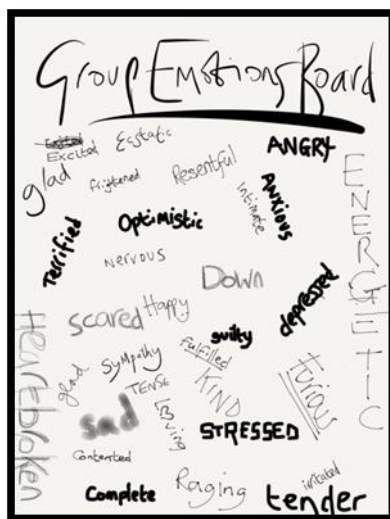 Group Emotions Board
Excited
Ecstatic
Excited
ANGRY
glad
frightened
Resentful
Intimate
ANXIOUS
ENERGETIC
Terrified
Optimistic
nervous
Down
depressed
Heartbroken
scared
Happy
guilty
fulfilled
furious
glad
sympathy
TENSE
KIND
Loving
sad
STRESSED
Contented
Complete
Raging
irritated
tender